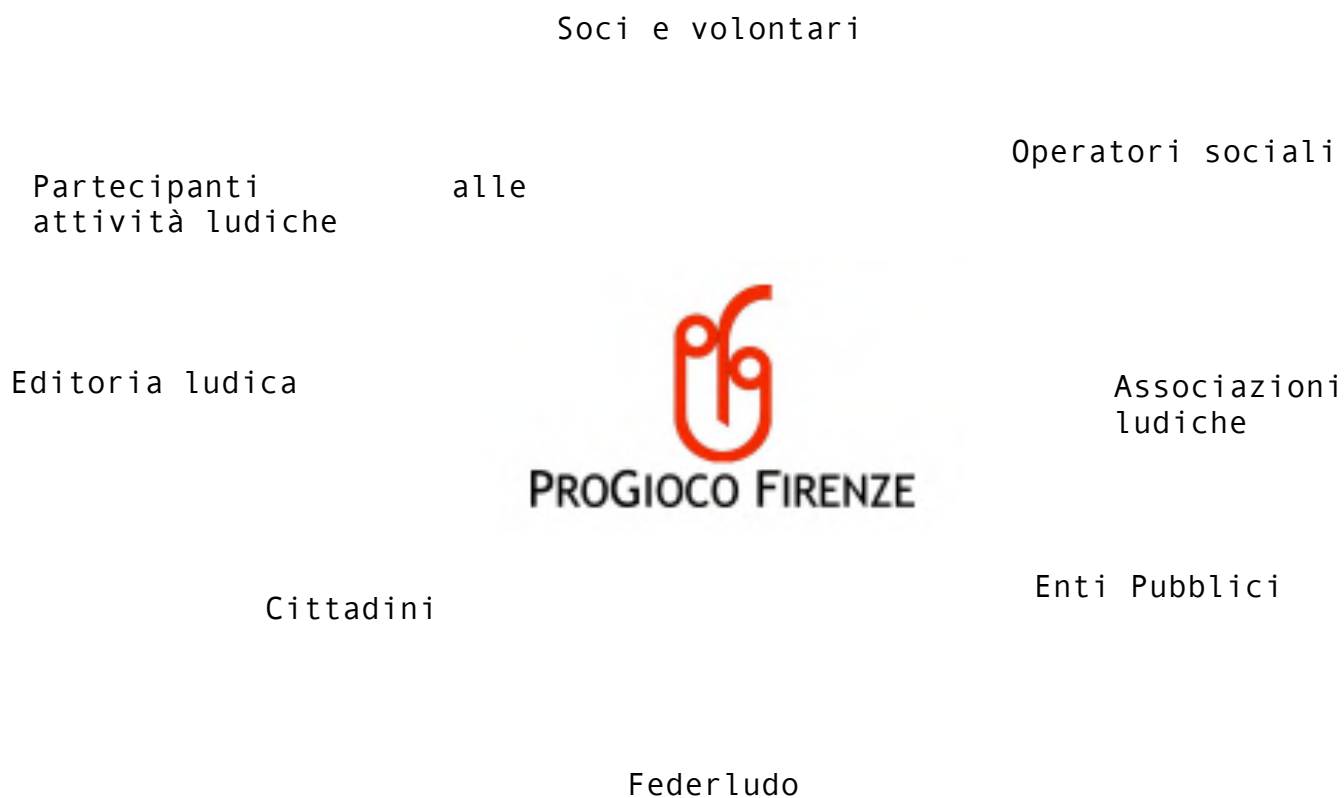 Soci e volontari
Operatori sociali
Partecipanti alle
attività ludiche
Editoria ludica
Associazioni
ludiche
PROGIOCO FIRENZE
Enti Pubblici
Cittadini
Federludo